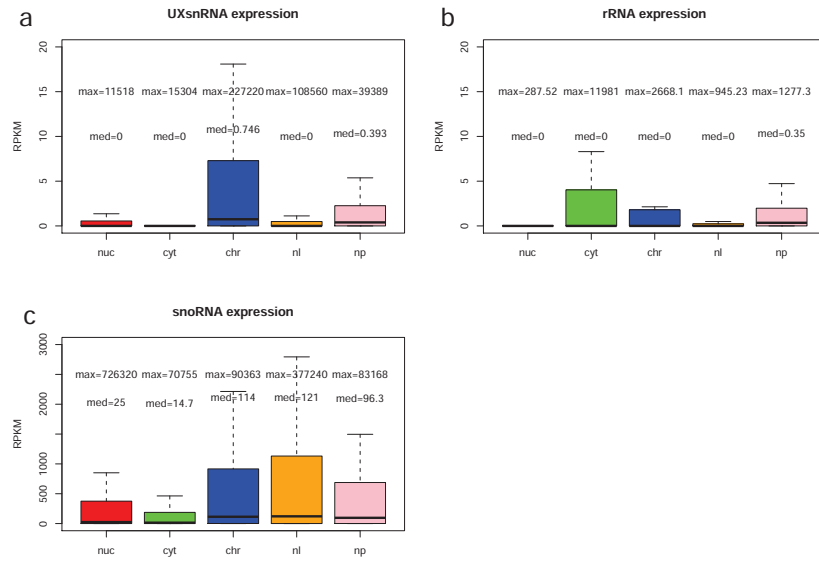 a
UXsnRNA expression
RPKM
20
15
10
5
0
max=11518 max=15304 max=227220 max=108560 max=39389
med=0 med=0 med=0.746 med=0 med=0.393
nuc cyt chr nl np
b
rRNA expression
RPKM
20
15
10
5
0
max=287.52 max=11981 max=2668.1 max=945.23 max=1277.3
med=0 med=0 med=0 med=0 med=0.35
nuc cyt chr nl np
c
snoRNA expression
RPKM
3000
2000
1000
500
0
max=726320 max=70755 max=90363 max=377240 max=83168
med=25 med=14.7 med=114 med=121 med=96.3
nuc cyt chr nl np